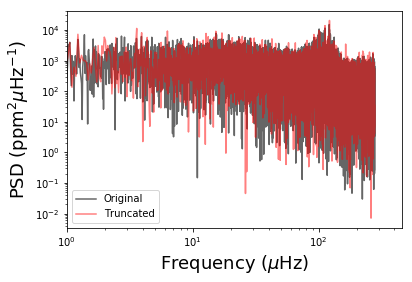 PSD (ppm²μHz⁻¹)
10⁴
10³
10²
10¹
10⁰
10⁻¹
10⁻²
Original
Truncated
10⁰ 10¹ 10²
Frequency (μHz)